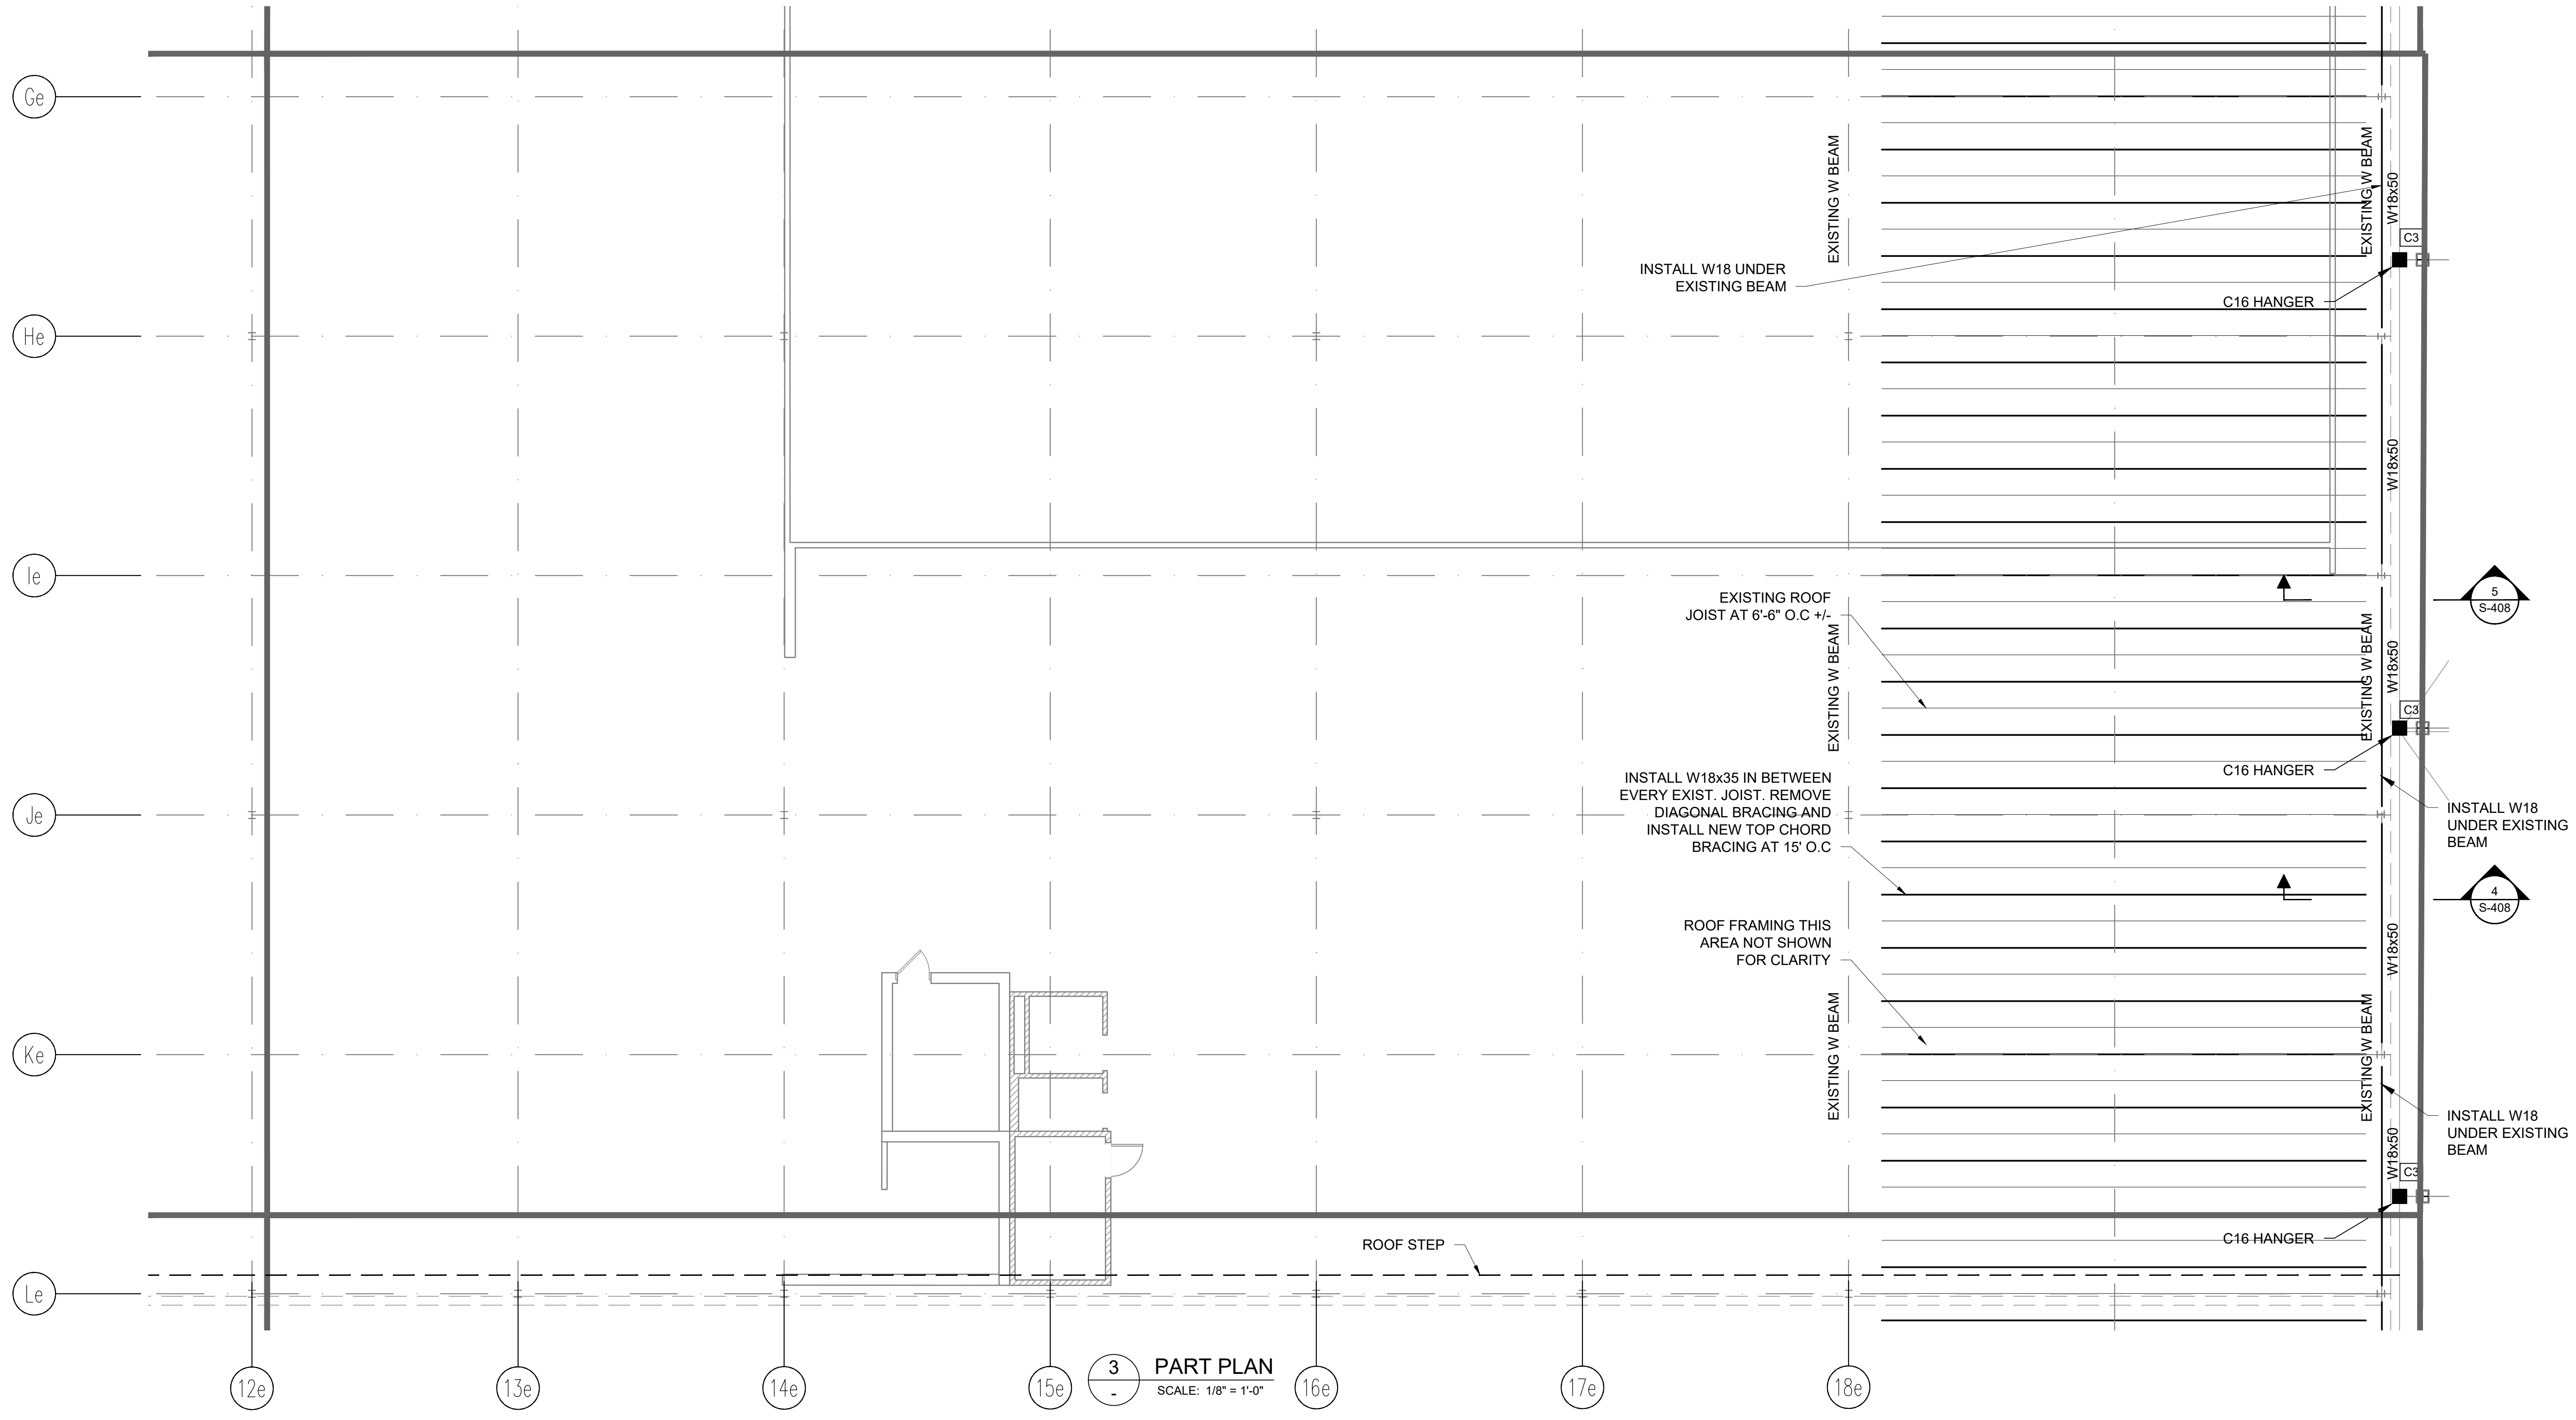 Ge
EXISTING W BEAM
EXISTING W BEAM
W18x50
C3
INSTALL W18 UNDER
EXISTING BEAM
C16 HANGER
He
W18x50
Ie
5
S-408
EXISTING ROOF
JOIST AT 6'-6" O.C +/-
EXISTING W BEAM
EXISTING W BEAM
W18x50
C3
C16 HANGER
INSTALL W18x35 IN BETWEEN
EVERY EXIST. JOIST. REMOVE
DIAGONAL BRACING AND
INSTALL NEW TOP CHORD
BRACING AT 15' O.C
Je
INSTALL W18
UNDER EXISTING
BEAM
4
S-408
ROOF FRAMING THIS
AREA NOT SHOWN
FOR CLARITY
W18x50
EXISTING W BEAM
EXISTING W BEAM
Ke
INSTALL W18
UNDER EXISTING
BEAM
W18x50
C3
C16 HANGER
ROOF STEP
Le
12e
13e
14e
15e
3
-
PART PLAN
SCALE: 1/8" = 1'-0"
16e
17e
18e